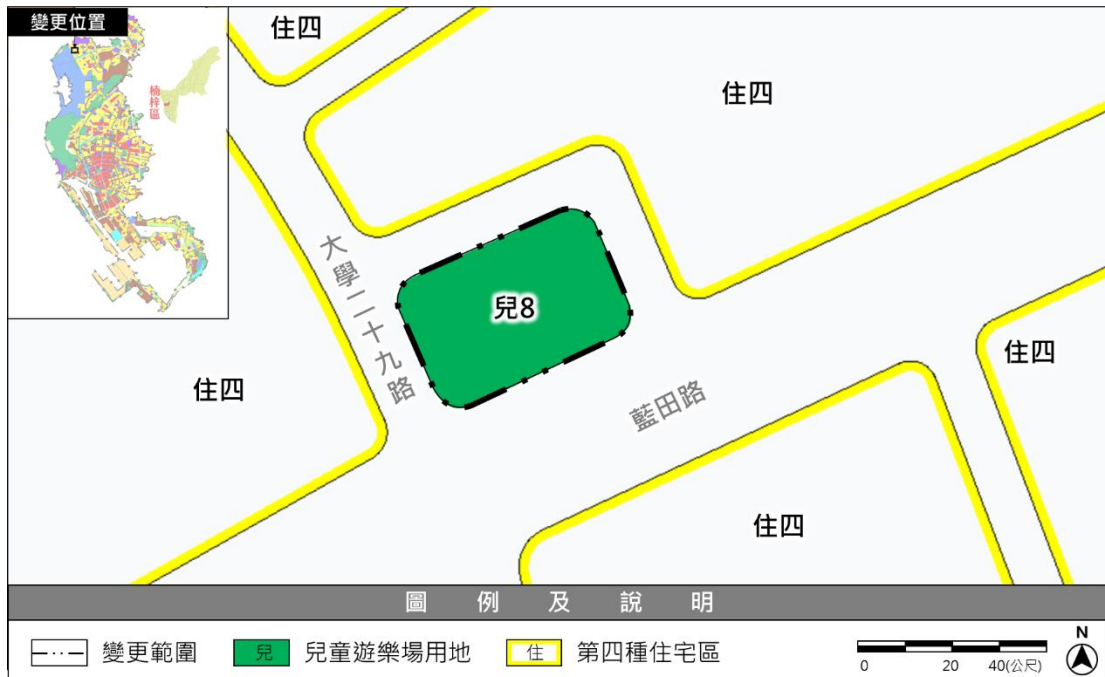 變更位置
楠梓區
住四
住四
大學二十九路
兒8
住四
藍田路
住四
住四
圖例及說明
變更範圍
兒 兒童遊樂場用地
住 第四種住宅區
0 20 40(公尺)
N